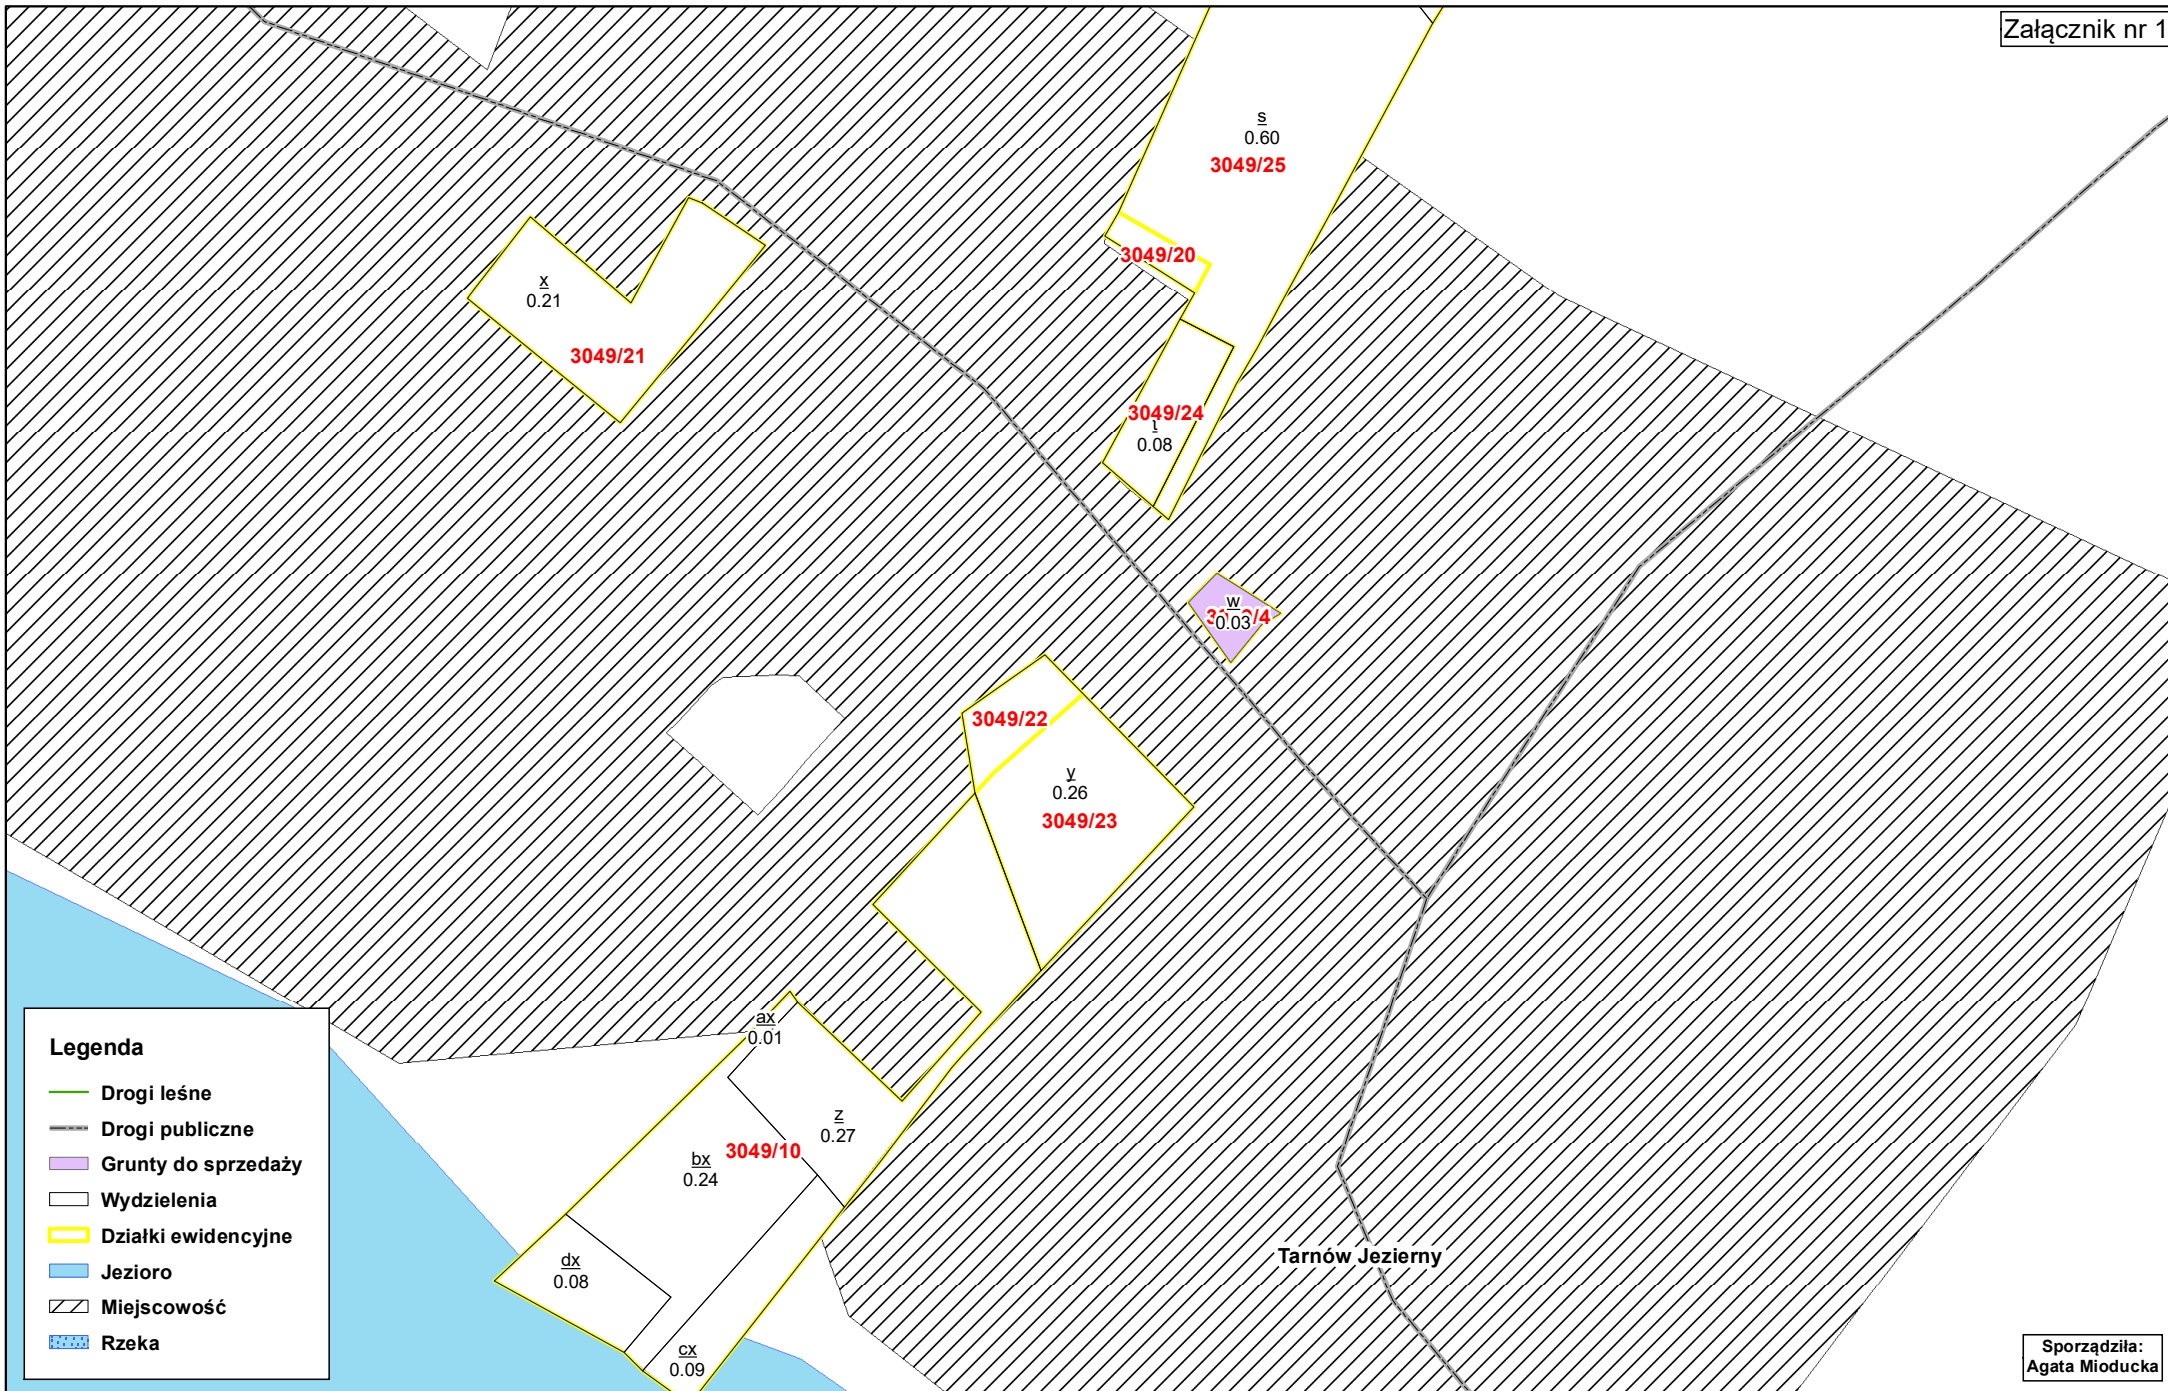 Załącznik nr 1
s
0.60
3049/25
3049/20
x
0.21
3049/21
3049/24
0.08
w
0.03
3049/22
y
0.26
3049/23
ax
0.01
z
0.27
3049/10
bx
0.24
dx
0.08
cx
0.09
Tarnów Jezierny
Legenda
Drogi leśne
Drogi publiczne
Grunty do sprzedaży
Wydzielenia
Działki ewidencyjne
Jezioro
Miejscowość
Rzeka
Sporządziła:
Agata Mioducka